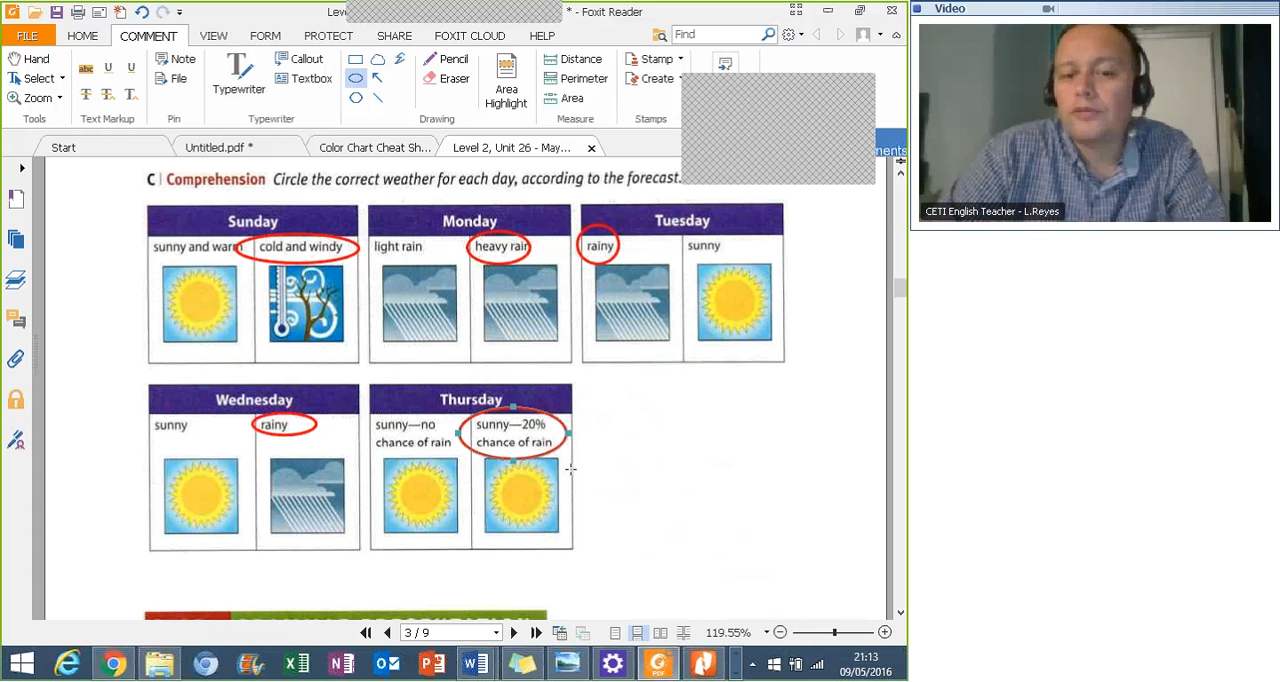 Leve
* - Foxit Reader
Video
FILE
HOME
COMMENT
VIEW
FORM
PROTECT
SHARE
FOXIT CLOUD
HELP
Find
Hand
Select
Zoom
Tools
abc U U
T T T
Text Markup
Note
File
Pin
Typewriter
Callout
Textbox
Typewriter
Pencil
Eraser
Drawing
Area
Highlight
Distance
Perimeter
Area
Measure
Stamp
Create
Stamps
Start
Untitled.pdf *
Color Chart Cheat Sh...
Level 2, Unit 26 - May...
nents
C | Comprehension Circle the correct weather for each day, according to the forecast.
Sunday
sunny and warm
cold and windy
Monday
light rain
heavy rain
Tuesday
rainy
sunny
Wednesday
sunny
rainy
Thursday
sunny—no
chance of rain
sunny—20%
chance of rain
CETI English Teacher - L.Reyes
3 / 9
119.55%
21:13
09/05/2016